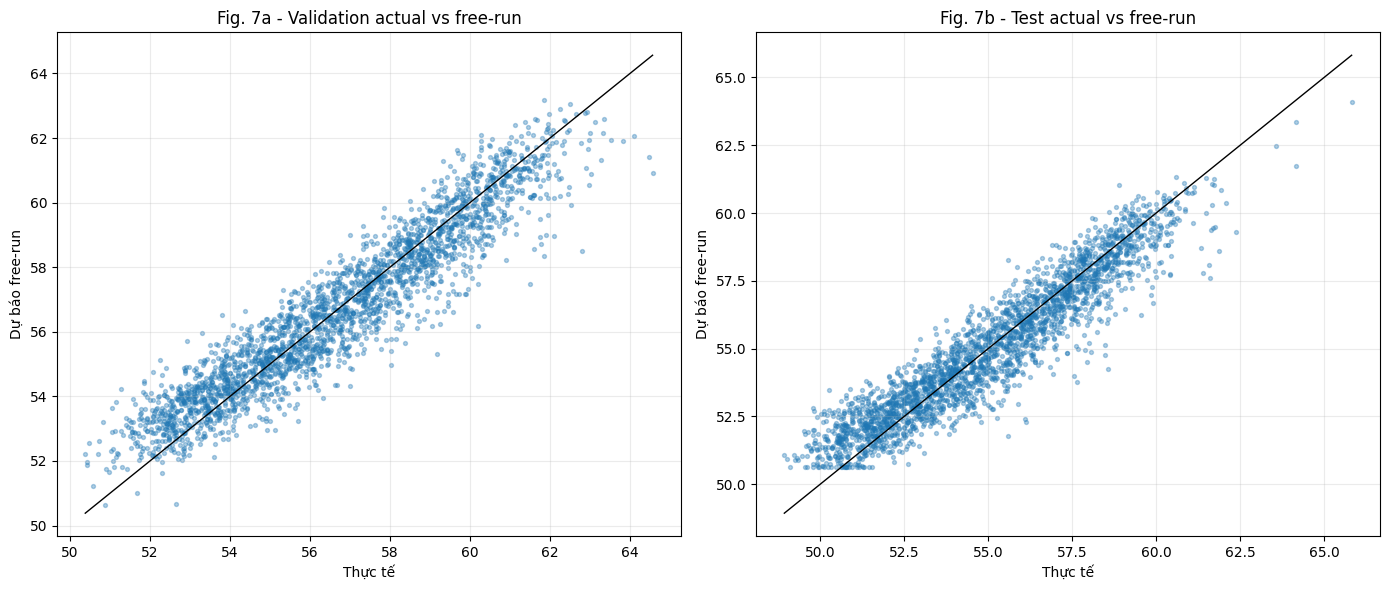 Fig. 7a - Validation actual vs free-run
64
62
60
58
56
54
52
50
Dự báo free-run
50 52 54 56 58 60 62 64
Thực tế
Fig. 7b - Test actual vs free-run
65.0
62.5
60.0
57.5
55.0
52.5
50.0
Dự báo free-run
50.0 52.5 55.0 57.5 60.0 62.5 65.0
Thực tế